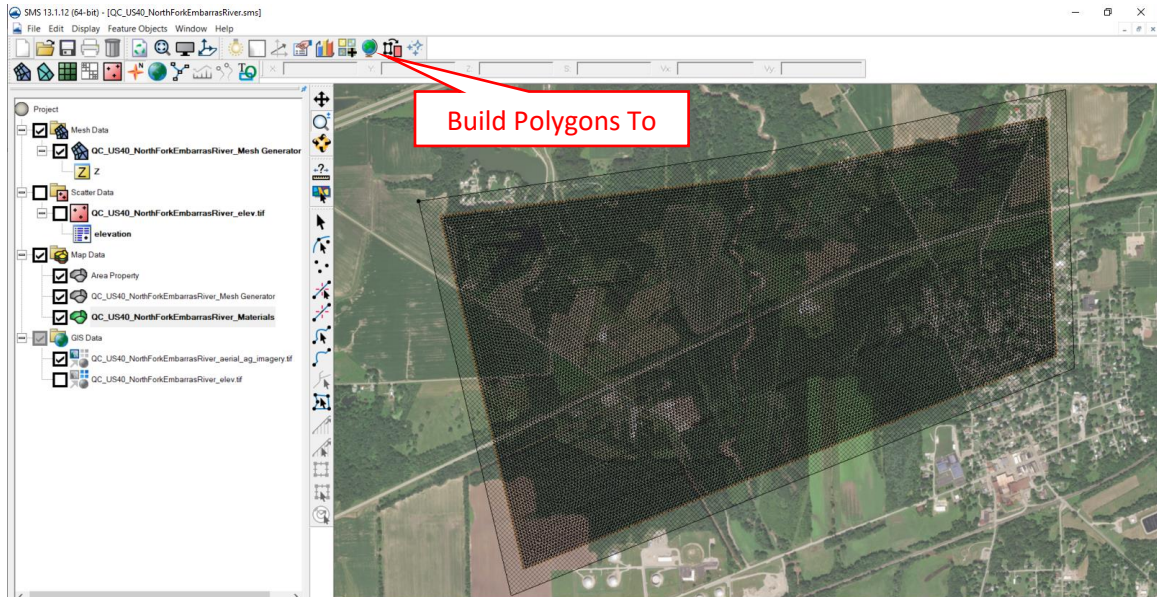 SMS 13.1.12 (64-bit) - [QC_US40_NorthForkEmbarrasRiver.sms]
File Edit Display Feature Objects Window Help
X: Y: Z: S: Vx: Vy
Build Polygons To
Project
Mesh Data
QC_US40_NorthForkEmbarrasRiver_Mesh Generator
Z Z
Scatter Data
QC_US40_NorthForkEmbarrasRiver_elev.tif
elevation
Map Data
Area Property
QC_US40_NorthForkEmbarrasRiver_Mesh Generator
QC_US40_NorthForkEmbarrasRiver_Materials
GIS Data
QC_US40_NorthForkEmbarrasRiver_aerial_ag_imagery.tif
QC_US40_NorthForkEmbarrasRiver_elev.tif